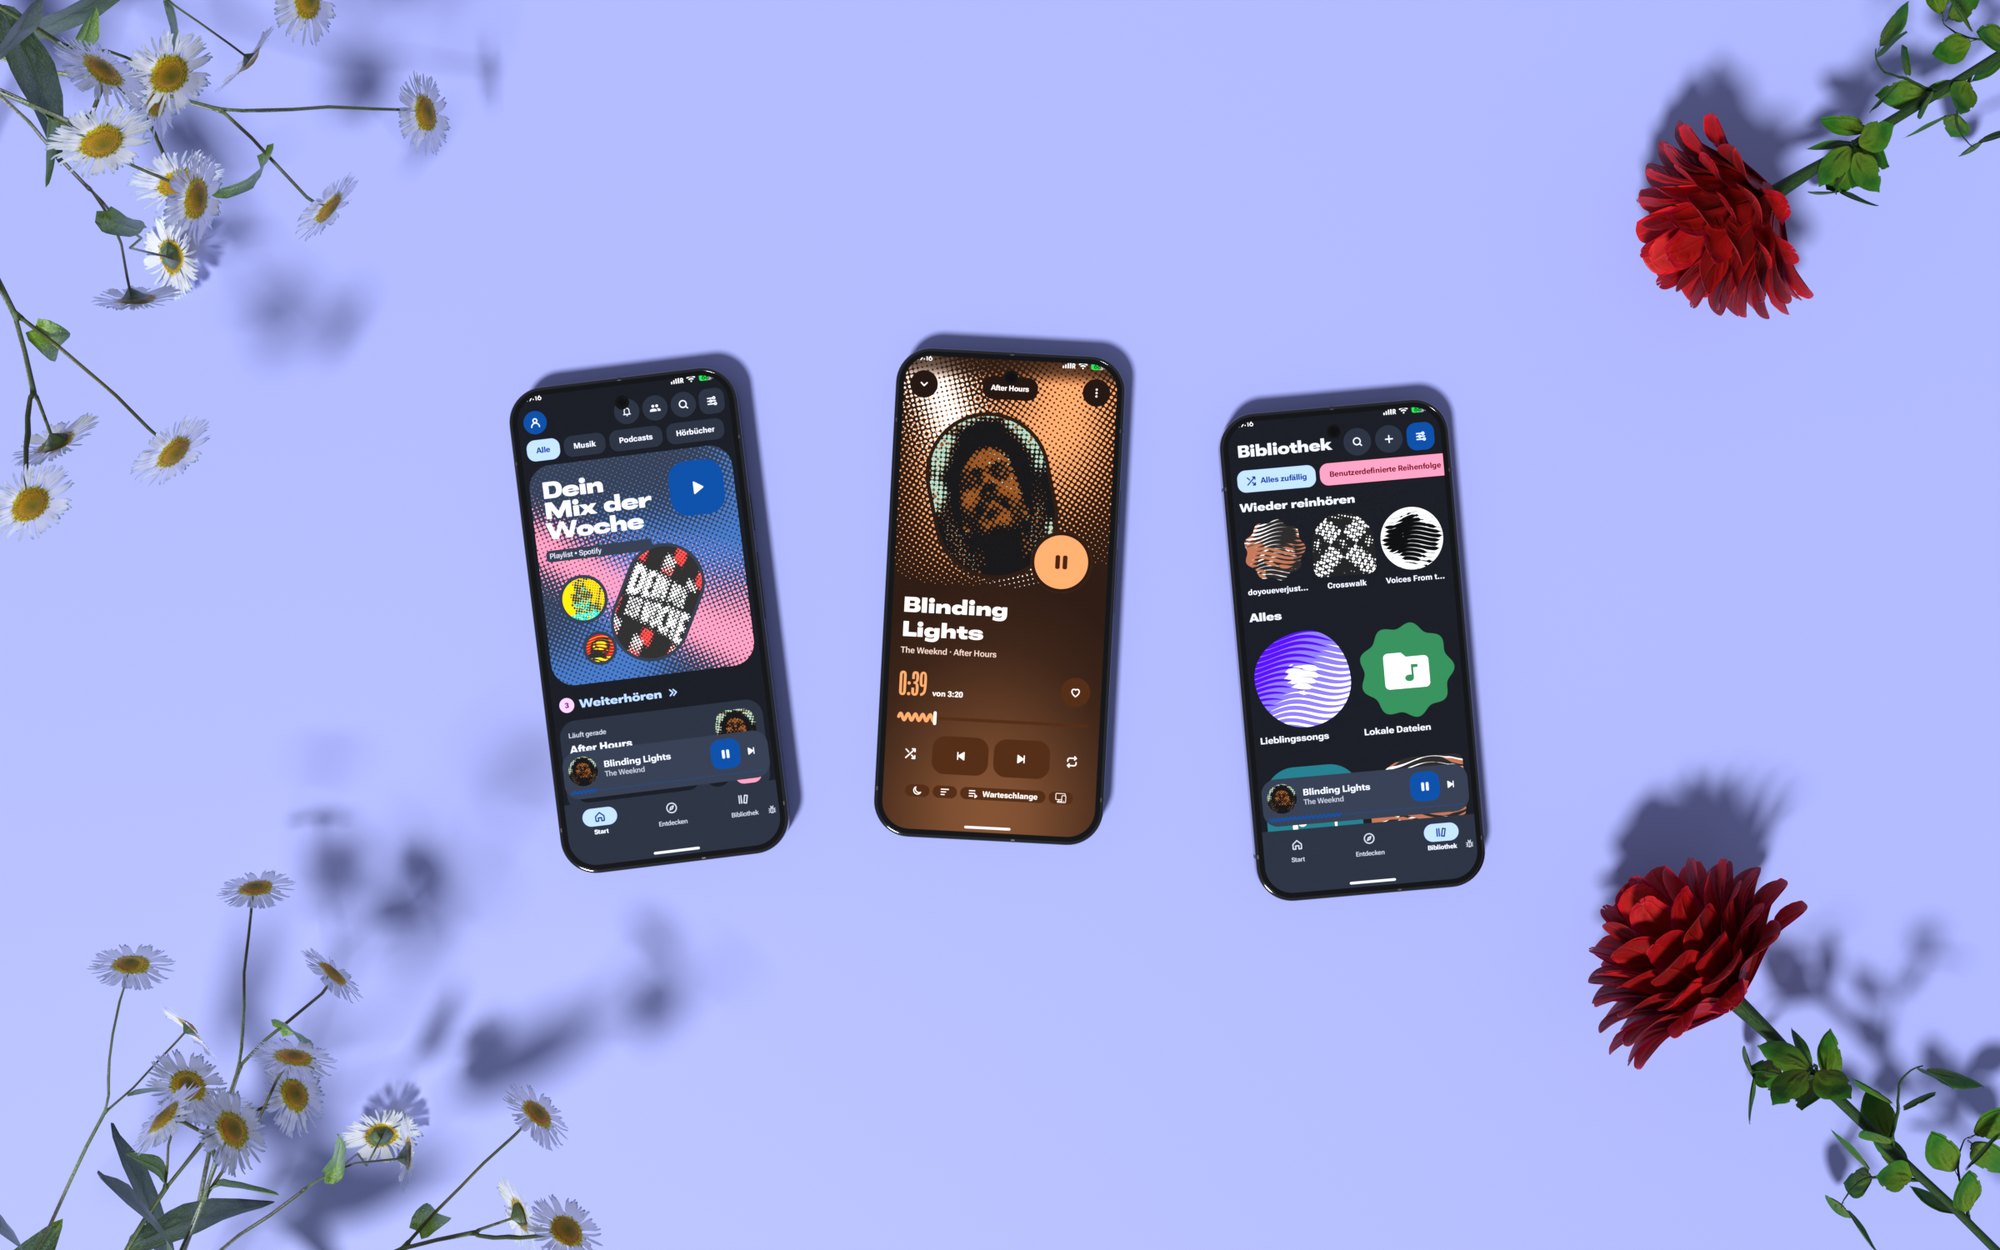 Alle
Musik
Podcasts
Hörbücher
Dein
Mix der
Woche
Playlist • Spotify
3
Weiterhören
Läuft gerade
After Hours
Blinding Lights
The Weeknd
Start
Entdecken
Bibliothek
After Hours
Blinding
Lights
The Weeknd · After Hours
0:39
von 3:20
Warteschlange
Bibliothek
Alles zufällig
Benutzerdefinierte Reihenfolge
Wieder reinhören
doyoueverjust...
Crosswalk
Voices From t...
Alles
Lieblingssongs
Lokale Dateien
Blinding Lights
The Weeknd
Start
Entdecken
Bibliothek